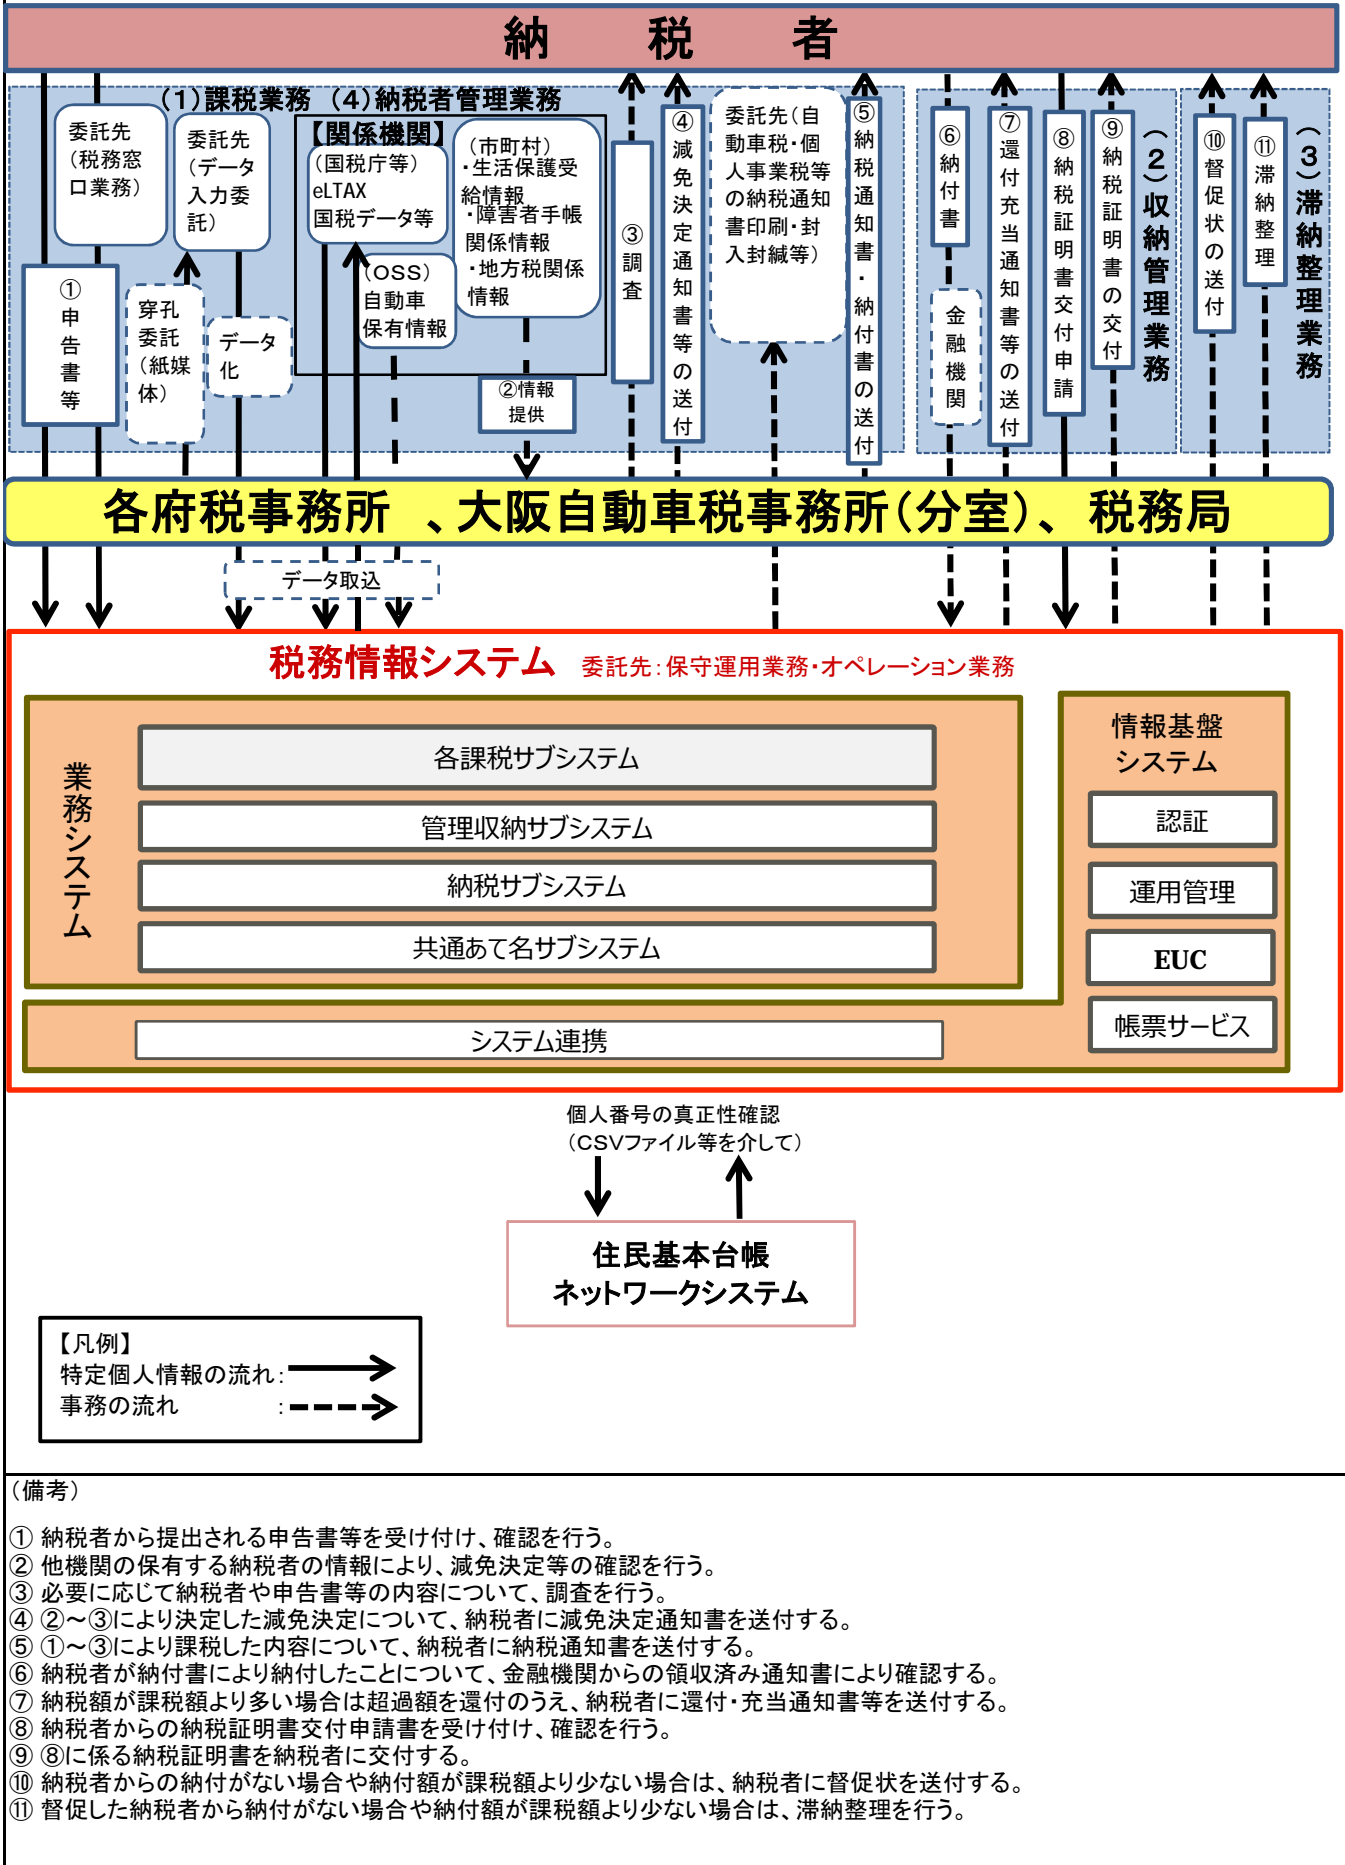 納 税 者
(1)課税業務 (4)納税者管理業務
委託先
(税務窓
口業務)
委託先
(データ
入力委
託)
【関係機関】
(国税庁等)
eLTAX
国税データ等
(OSS)
自動車
保有情報
(市町村)
・生活保護受
給情報
・障害者手帳
関係情報
・地方税関係
情報
①申告書等
穿孔
委託
(紙媒
体)
データ
化
②情報
提供
③調査
④減免決定通知書等の送付
委託先(自
動車税・個
人事業税等
の納税通知
書印刷・封
入封緘等)
⑤納税通知書・納付書の送付
⑥納付書
金融機関
⑦還付充当通知書等の送付
⑧納税証明書交付申請
⑨納税証明書の交付
(2)収納管理業務
⑩督促状の送付
⑪滞納整理
(3)滞納整理業務
各府税事務所 、大阪自動車税事務所(分室)、税務局
データ取込
税務情報システム 委託先:保守運用業務・オペレーション業務
業務システム
各課税サブシステム
管理収納サブシステム
納税サブシステム
共通あて名サブシステム
システム連携
情報基盤
システム
認証
運用管理
EUC
帳票サービス
個人番号の真正性確認
(CSVファイル等を介して)
住民基本台帳
ネットワークシステム
【凡例】
特定個人情報の流れ:
事務の流れ :
(備考)
① 納税者から提出される申告書等を受け付け、確認を行う。
② 他機関の保有する納税者の情報により、減免決定等の確認を行う。
③ 必要に応じて納税者や申告書等の内容について、調査を行う。
④ ②~③により決定した減免決定について、納税者に減免決定通知書を送付する。
⑤ ①~③により課税した内容について、納税者に納税通知書を送付する。
⑥ 納税者が納付書により納付したことについて、金融機関からの領収済み通知書により確認する。
⑦ 納税額が課税額より多い場合は超過額を還付のうえ、納税者に還付・充当通知書等を送付する。
⑧ 納税者からの納税証明書交付申請書を受け付け、確認を行う。
⑨ ⑧に係る納税証明書を納税者に交付する。
⑩ 納税者からの納付がない場合や納付額が課税額より少ない場合は、納税者に督促状を送付する。
⑪ 督促した納税者から納付がない場合や納付額が課税額より少ない場合は、滞納整理を行う。